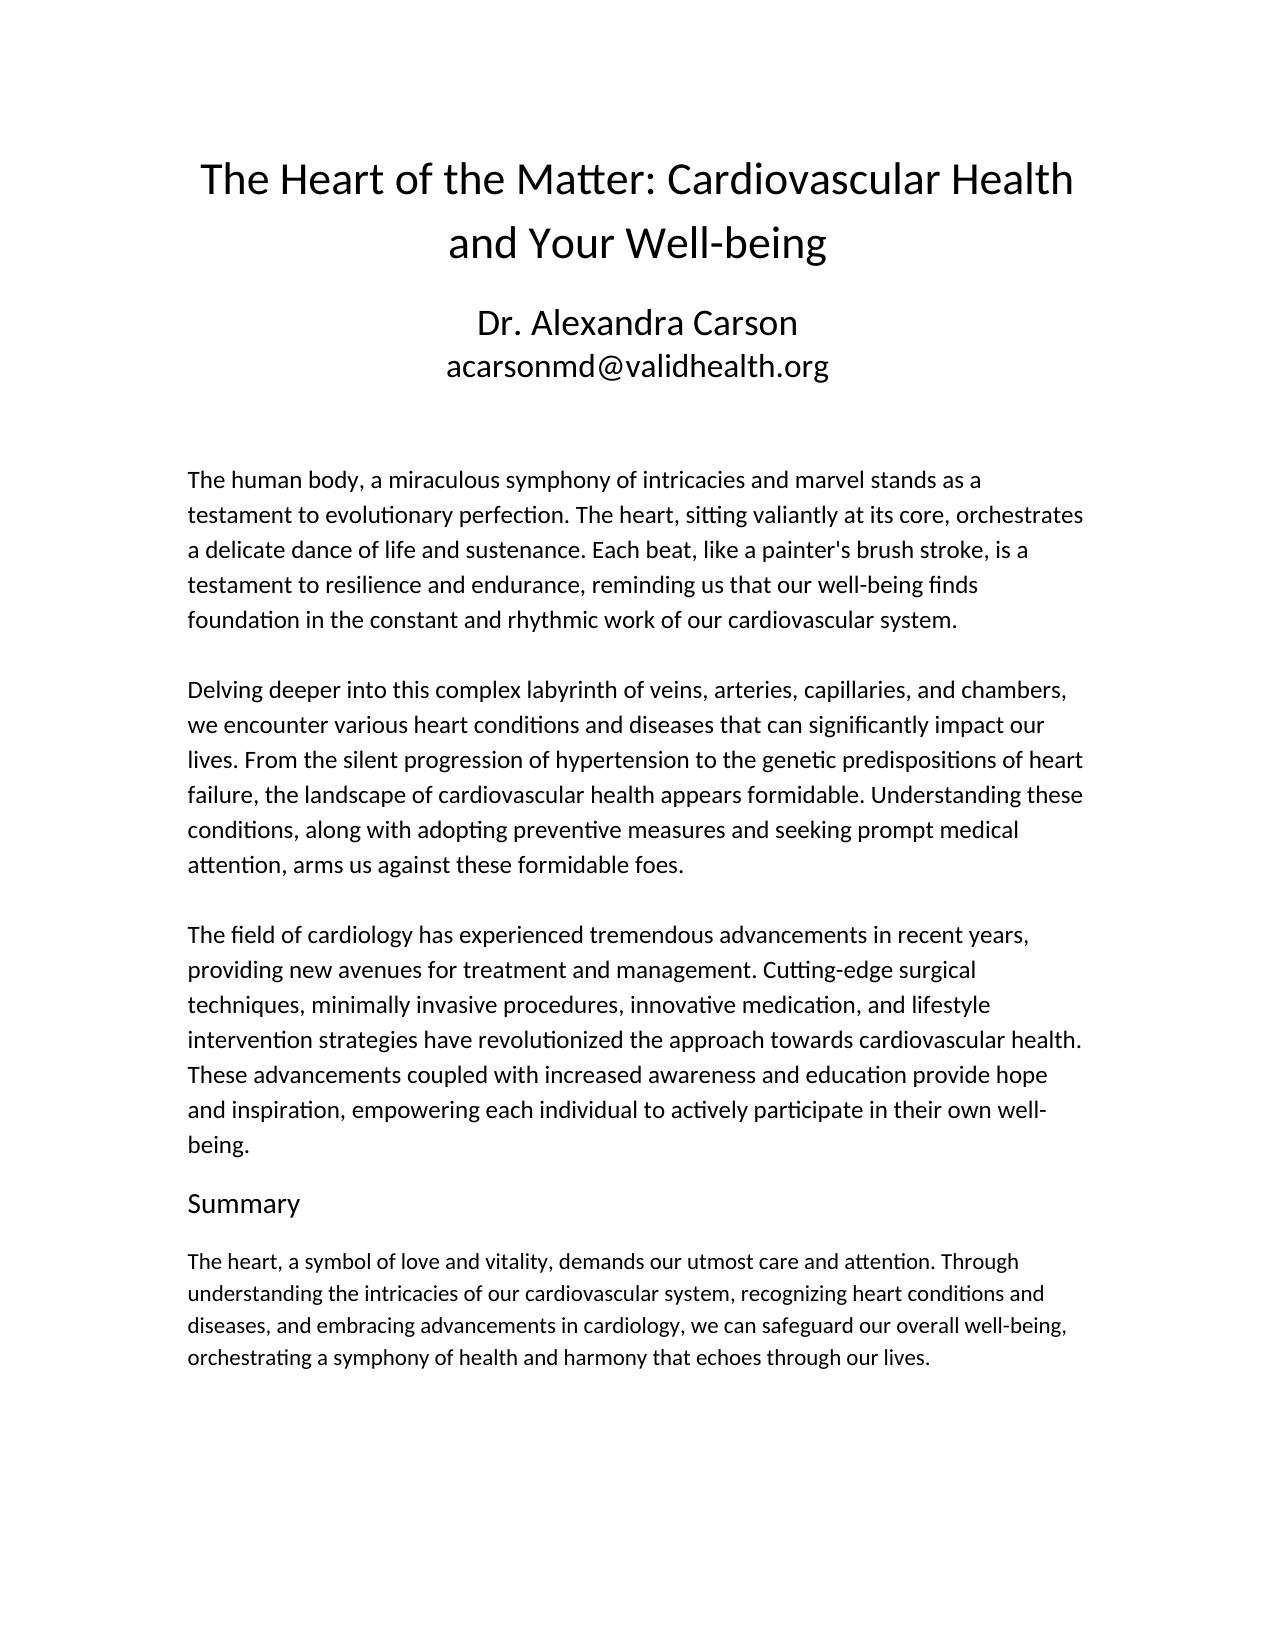 The Heart of the Matter: Cardiovascular Health
and Your Well-being
Dr. Alexandra Carson
acarsonmd@validhealth.org
The human body, a miraculous symphony of intricacies and marvel stands as a
testament to evolutionary perfection. The heart, sitting valiantly at its core, orchestrates
a delicate dance of life and sustenance. Each beat, like a painter's brush stroke, is a
testament to resilience and endurance, reminding us that our well-being finds
foundation in the constant and rhythmic work of our cardiovascular system.
Delving deeper into this complex labyrinth of veins, arteries, capillaries, and chambers,
we encounter various heart conditions and diseases that can significantly impact our
lives. From the silent progression of hypertension to the genetic predispositions of heart
failure, the landscape of cardiovascular health appears formidable. Understanding these
conditions, along with adopting preventive measures and seeking prompt medical
attention, arms us against these formidable foes.
The field of cardiology has experienced tremendous advancements in recent years,
providing new avenues for treatment and management. Cutting-edge surgical
techniques, minimally invasive procedures, innovative medication, and lifestyle
intervention strategies have revolutionized the approach towards cardiovascular health.
These advancements coupled with increased awareness and education provide hope
and inspiration, empowering each individual to actively participate in their own well-
being.
Summary
The heart, a symbol of love and vitality, demands our utmost care and attention. Through
understanding the intricacies of our cardiovascular system, recognizing heart conditions and
diseases, and embracing advancements in cardiology, we can safeguard our overall well-being,
orchestrating a symphony of health and harmony that echoes through our lives.